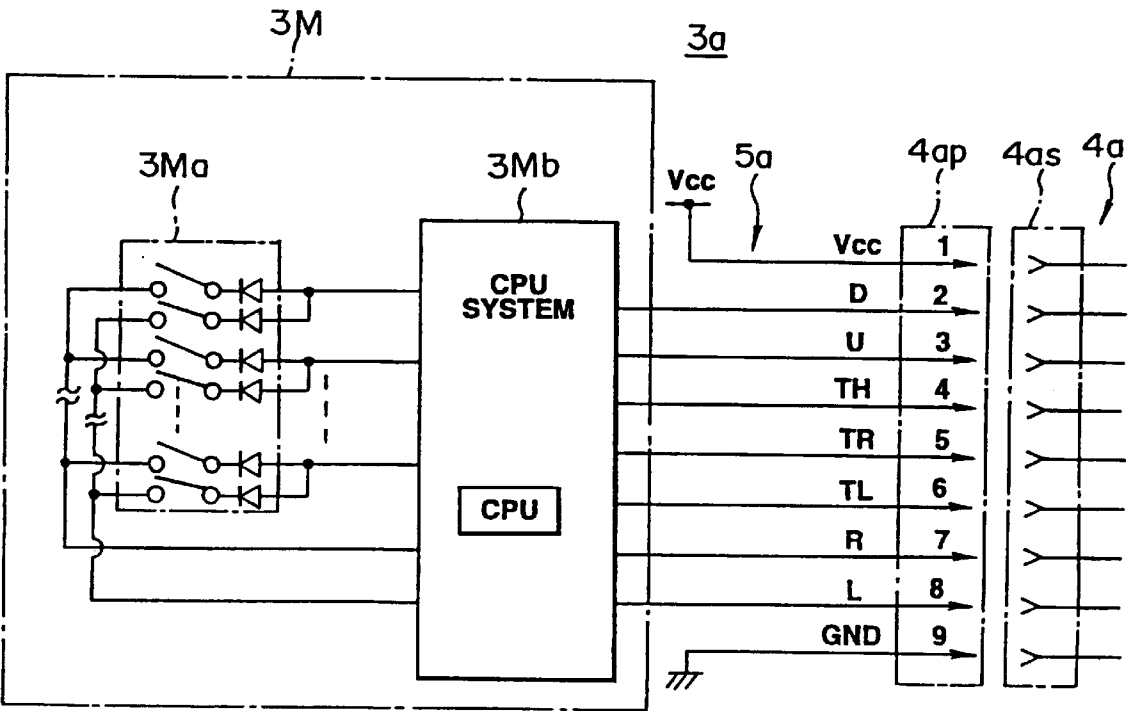 3M
3a
3Ma
3Mb
Vcc
5a
4ap
4as
4a
CPU
SYSTEM
CPU
Vcc 1
D 2
U 3
TH 4
TR 5
TL 6
R 7
L 8
GND 9